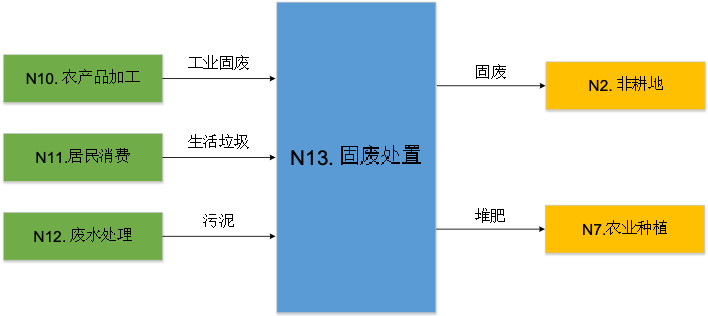 N10. 农产品加工
工业固废
N11.居民消费
生活垃圾
N12. 废水处理
污泥
N13. 固废处置
固废
N2. 非耕地
堆肥
N7.农业种植